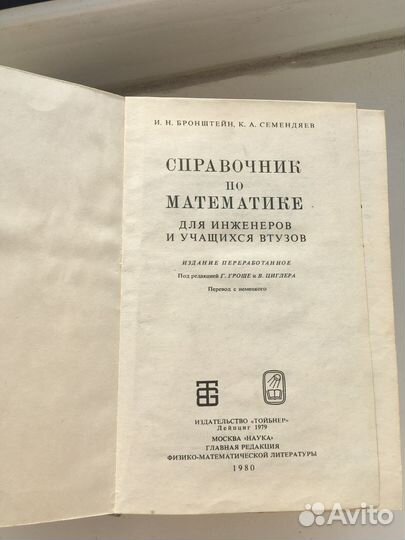 И. Н. БРОНШТЕЙН, К. А. СЕМЕНДЯЕВ
СПРАВОЧНИК
ПО
МАТЕМАТИКЕ
ДЛЯ ИНЖЕНЕРОВ
И УЧАЩИХСЯ ВТУЗОВ
ИЗДАНИЕ ПЕРЕРАБОТАННОЕ
Под редакцией Г. ГРОШЕ и В. ЦИГЛЕРА
Перевод с немецкого
ИЗДАТЕЛЬСТВО «ТОЙБНЕР»
Лейпциг 1979
МОСКВА «НАУКА»
ГЛАВНАЯ РЕДАКЦИЯ
ФИЗИКО-МАТЕМАТИЧЕСКОЙ ЛИТЕРАТУРЫ
1980
Avito